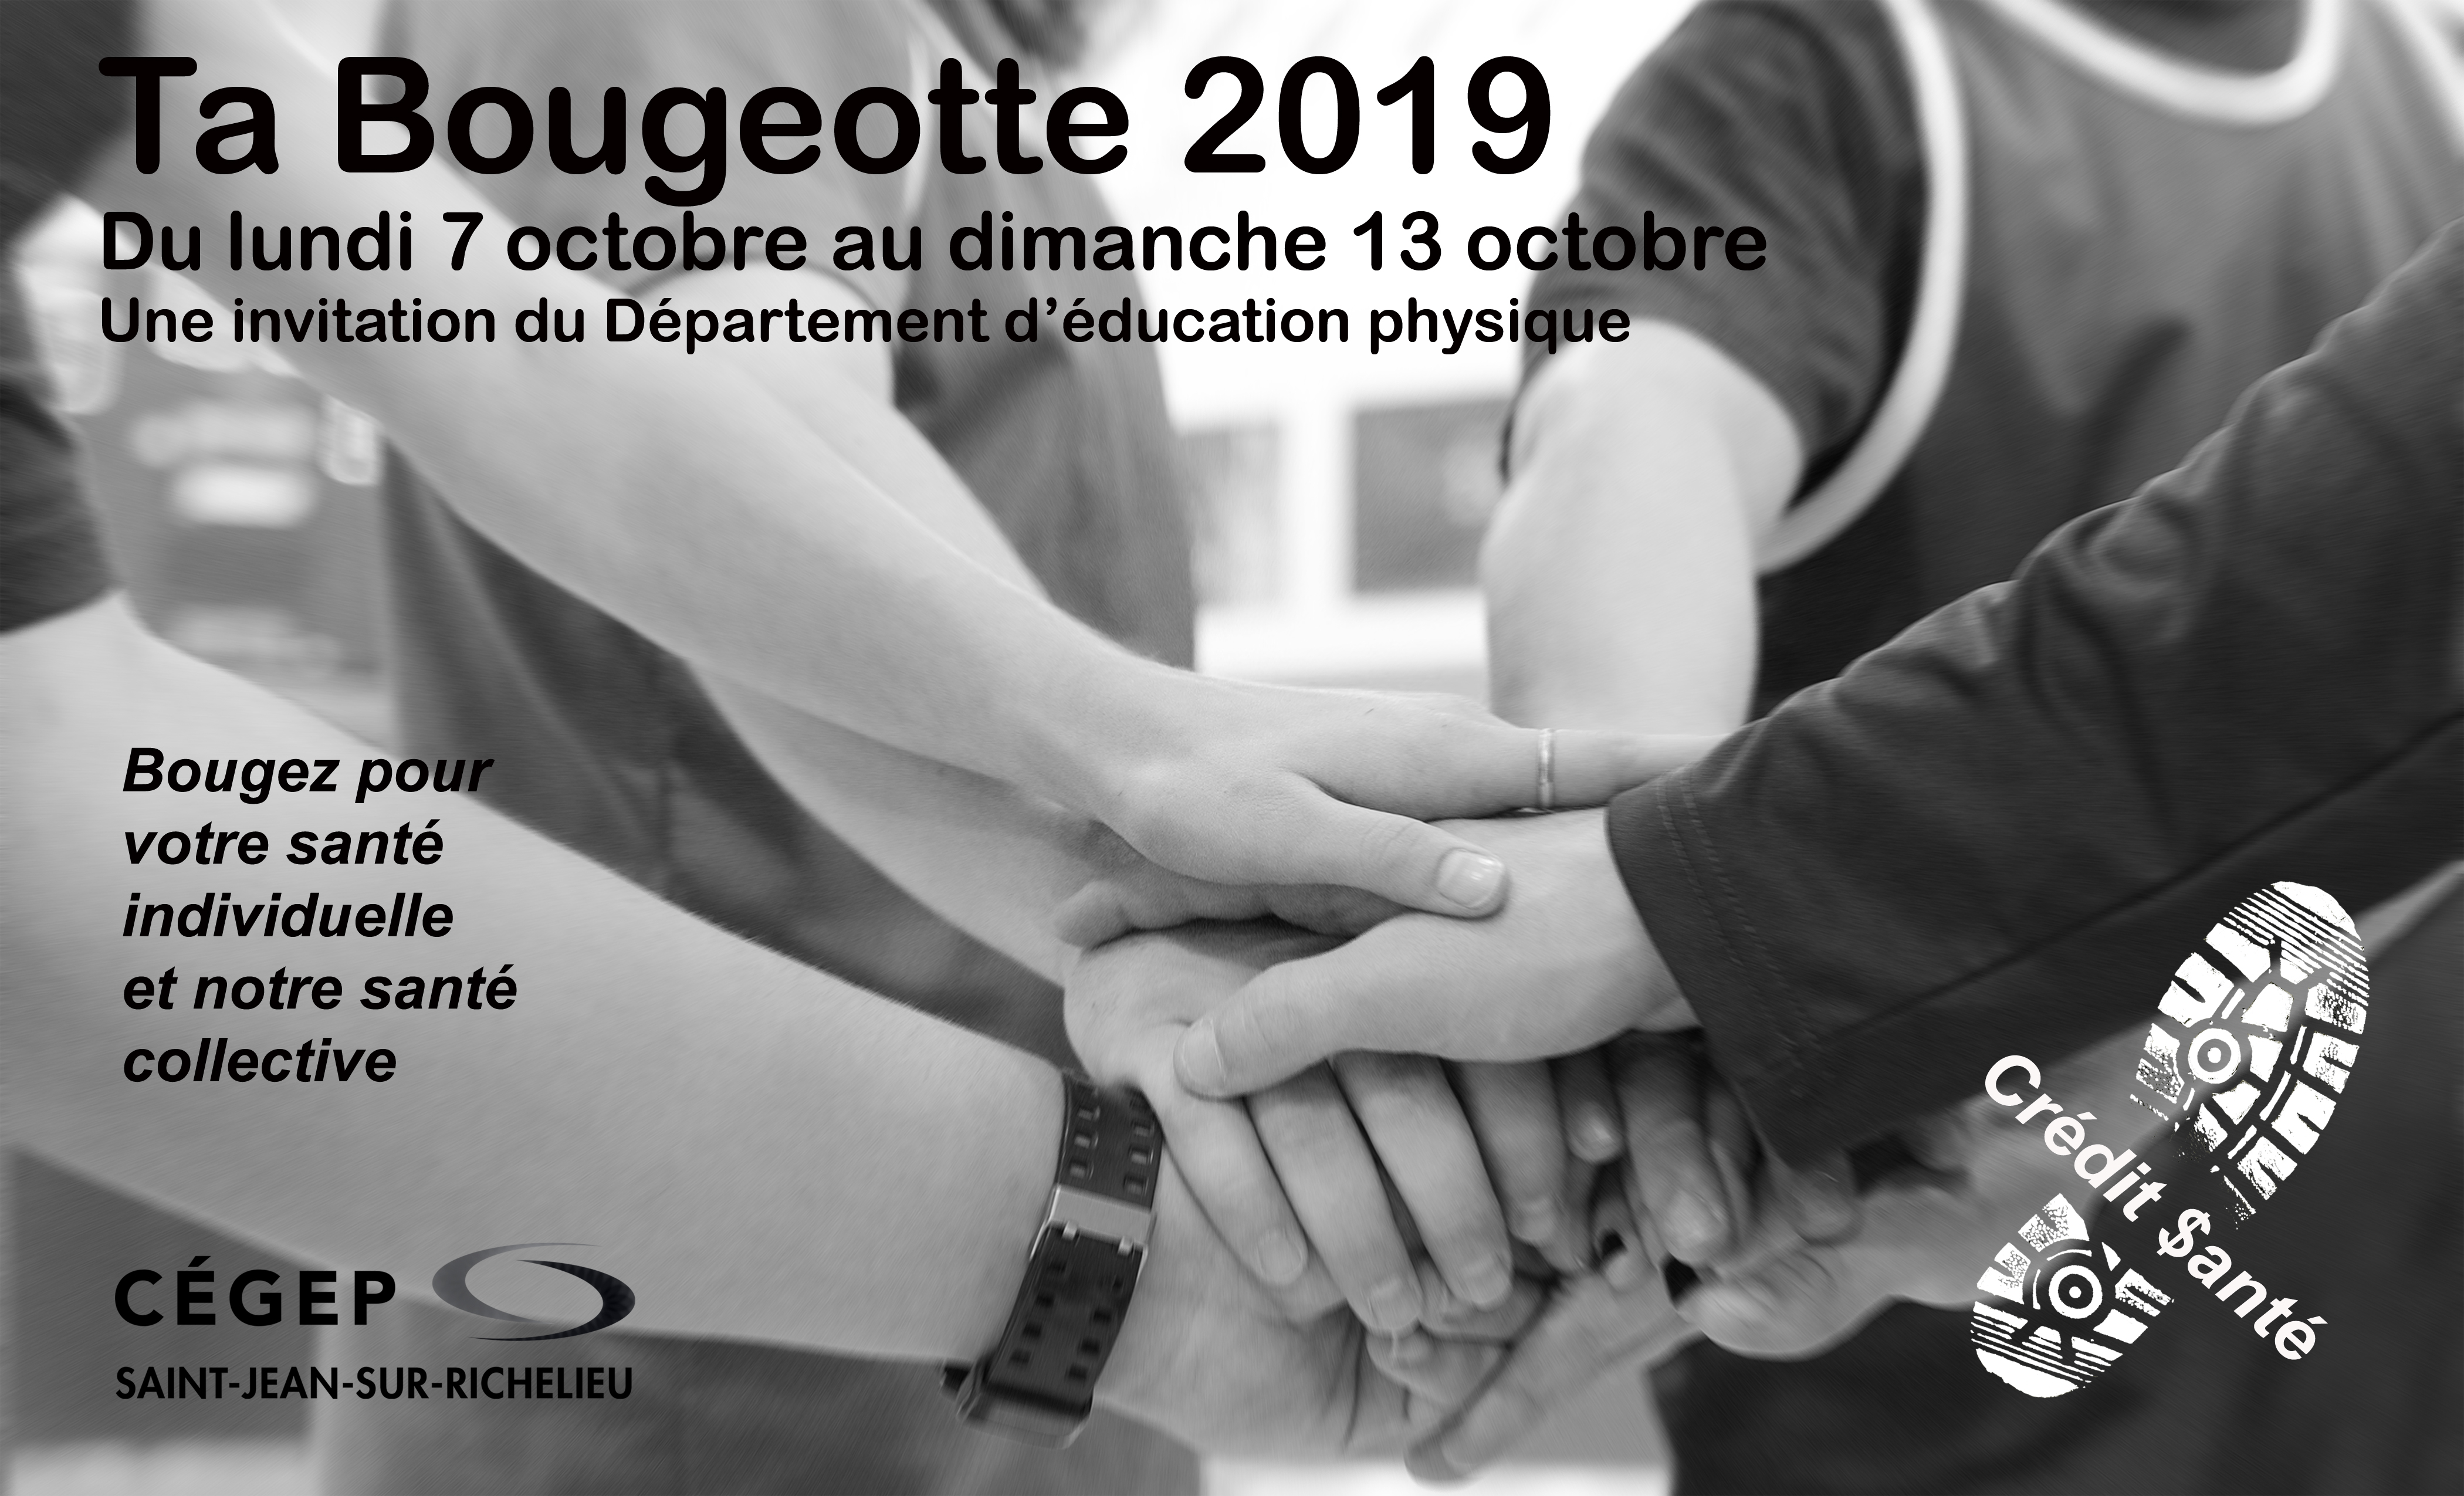 Ta Bougeotte 2019
Du lundi 7 octobre au dimanche 13 octobre
Une invitation du Département d’éducation physique
Bougez pour
votre santé
individuelle
et notre santé
collective
Crédit $anté
CÉGEP
SAINT-JEAN-SUR-RICHELIEU